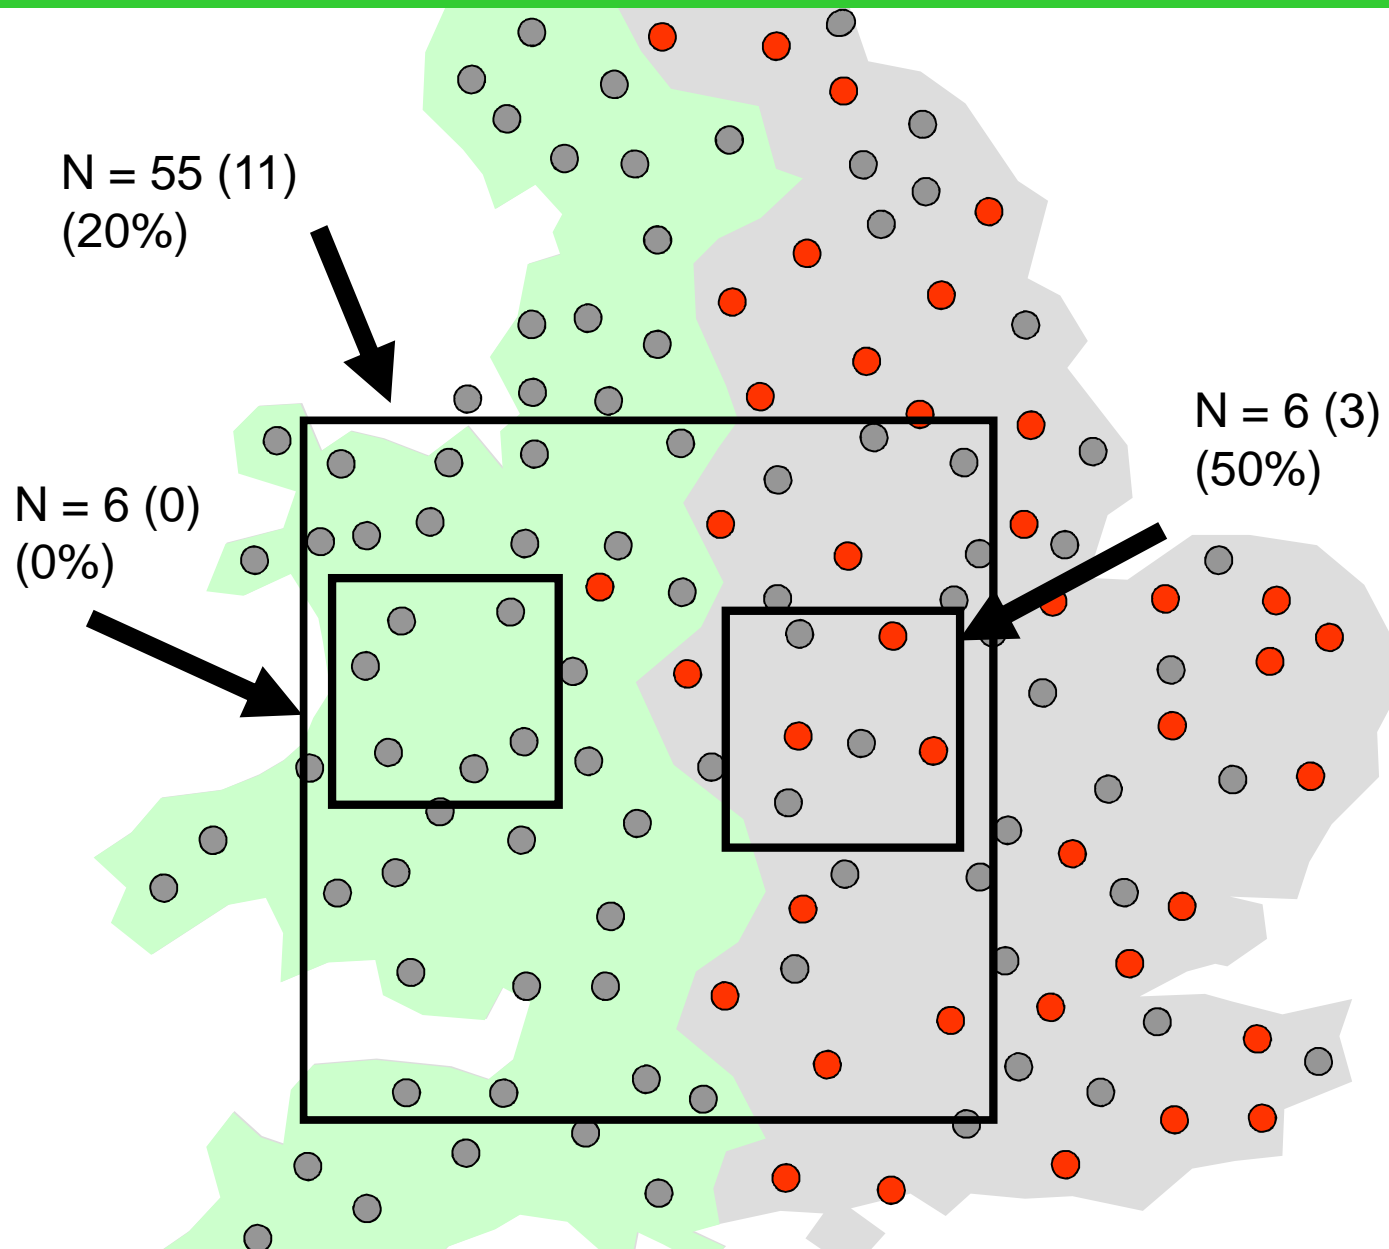 N = 55 (11)
(20%)
N = 6 (3)
(50%)
N = 6 (0)
(0%)